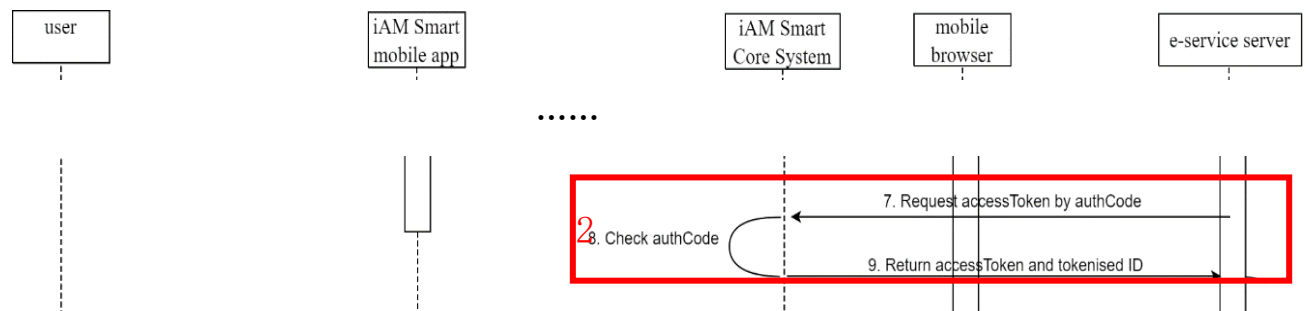 user
iAM Smart
mobile app
iAM Smart
Core System
mobile
browser
e-service server
......
7. Request accessToken by authCode
2
8. Check authCode
9. Return accessToken and tokenised ID